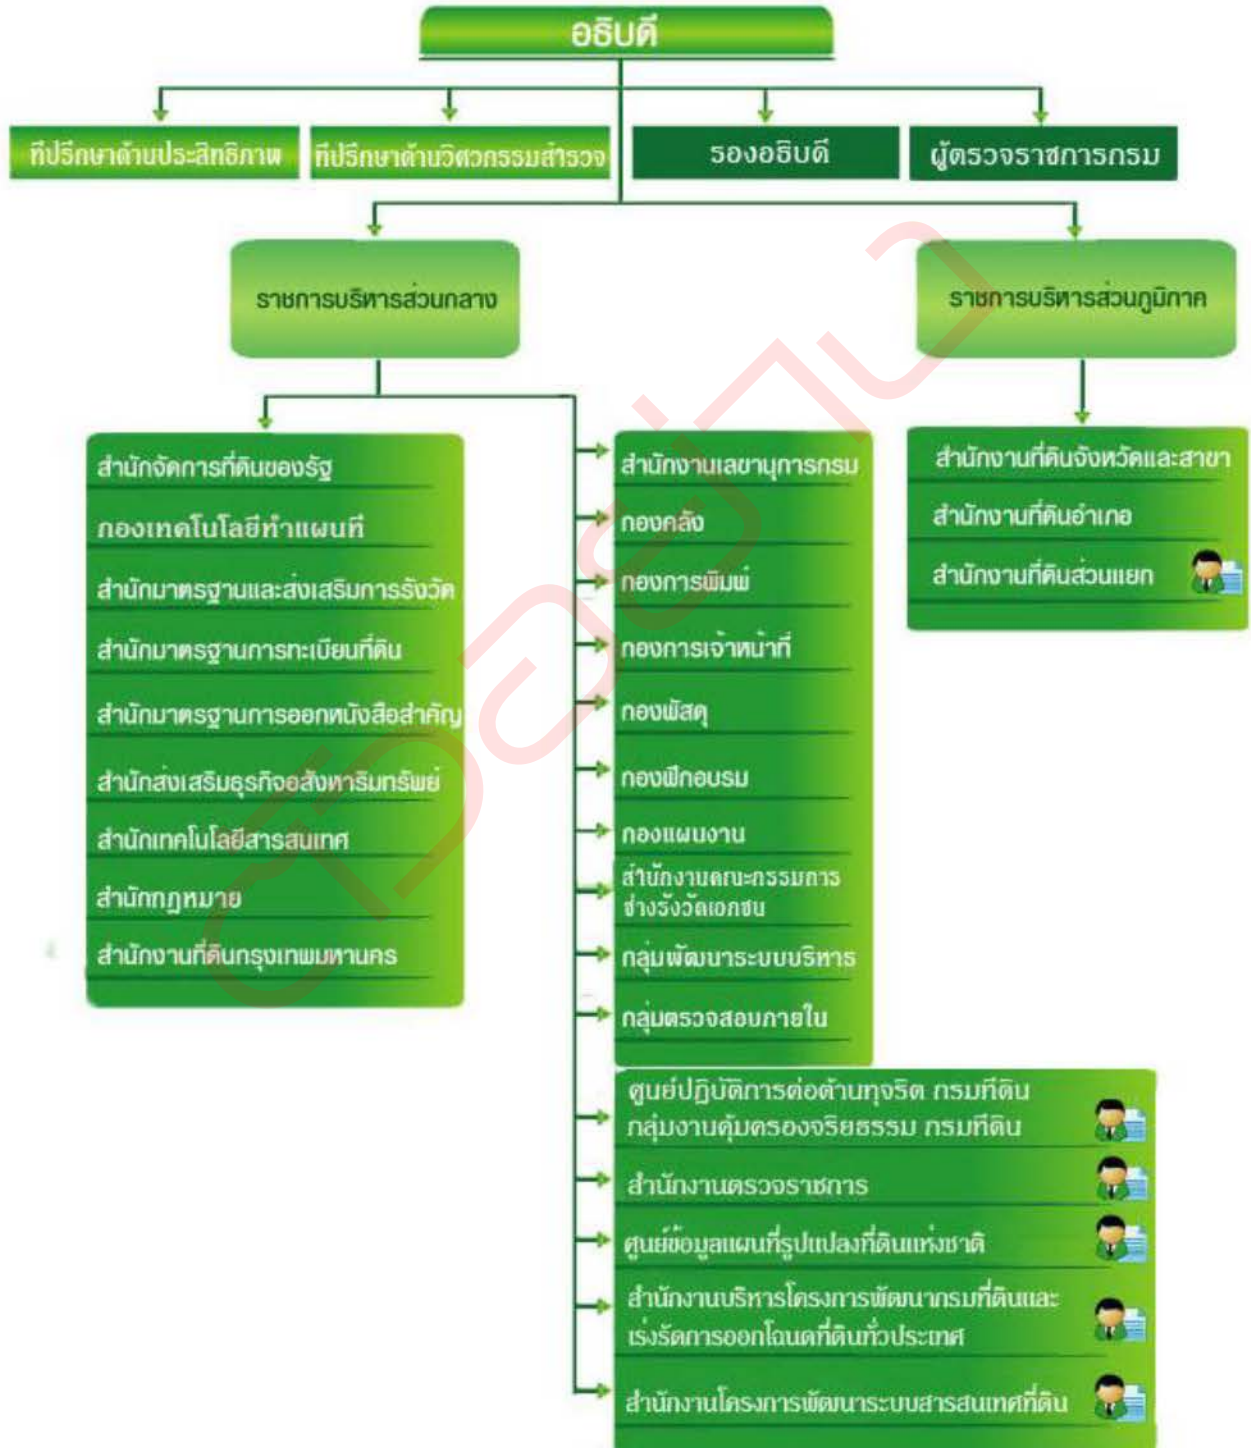 อธิบดี
ที่ปรึกษาด้านประสิทธิภาพ
ที่ปรึกษาด้านวิศวกรรมสำรวจ
รองอธิบดี
ผู้ตรวจราชการกรม
ราชการบริหารส่วนกลาง
ราชการบริหารส่วนภูมิภาค
สำนักจัดการที่ดินของรัฐ
กองเทคโนโลยีทำแผนที่
สำนักมาตรฐานและส่งเสริมการรังวัด
สำนักมาตรฐานการทะเบียนที่ดิน
สำนักมาตรฐานการออกหนังสือสำคัญ
สำนักส่งเสริมธุรกิจอสังหาริมทรัพย์
สำนักเทคโนโลยีสารสนเทศ
สำนักกฎหมาย
สำนักงานที่ดินกรุงเทพมหานคร
สำนักงานเลขานุการกรม
กองคลัง
กองการพิมพ์
กองการเจ้าหน้าที่
กองพัสดุ
กองฝึกอบรม
กองแผนงาน
สำนักงานคณะกรรมการ
ช่างรังวัดเอกชน
กลุ่มพัฒนาระบบบริหาร
กลุ่มตรวจสอบภายใน
ศูนย์ปฏิบัติการต่อต้านทุจริต กรมที่ดิน
กลุ่มงานคุ้มครองจริยธรรม กรมที่ดิน
สำนักงานตรวจราชการ
ศูนย์ข้อมูลแผนที่รูปแปลงที่ดินแห่งชาติ
สำนักงานบริหารโครงการพัฒนากรมที่ดินและ
เร่งรัดการออกโฉนดที่ดินทั่วประเทศ
สำนักงานโครงการพัฒนาระบบสารสนเทศที่ดิน
สำนักงานที่ดินจังหวัดและสาขา
สำนักงานที่ดินอำเภอ
สำนักงานที่ดินส่วนแยก
ตัวอย่าง